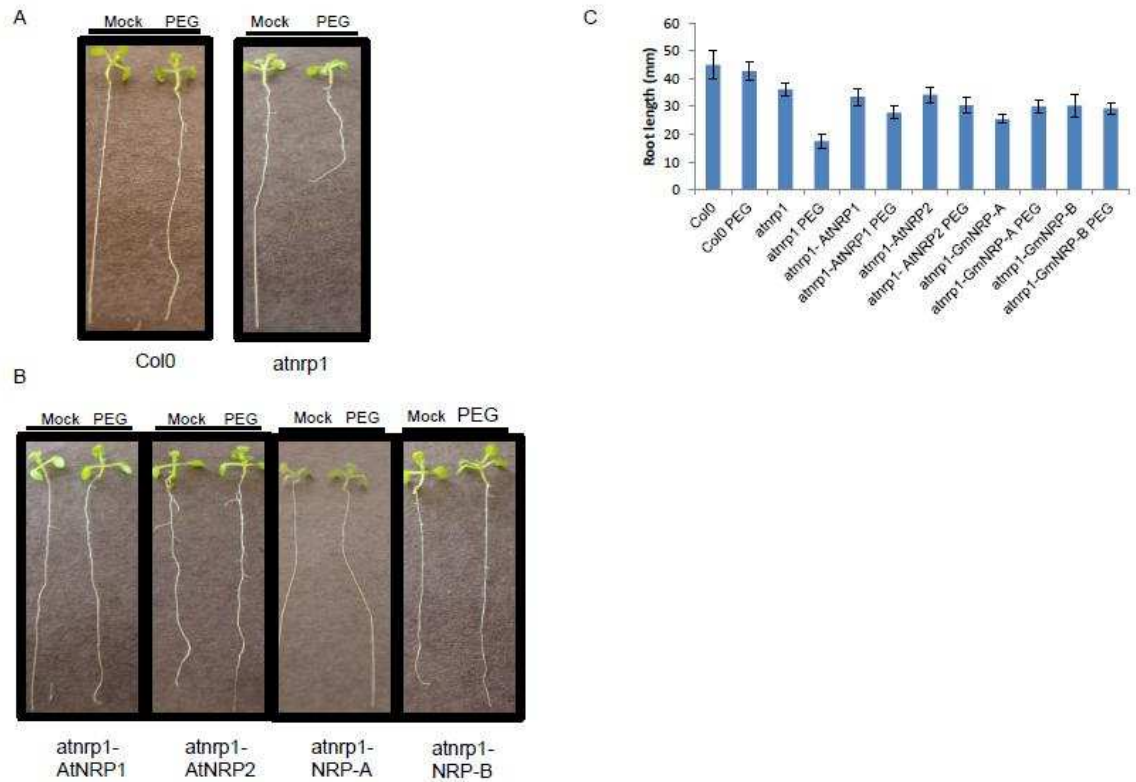 A
Mock PEG
Mock PEG
Col0
atnrp1
B
Mock PEG
Mock PEG
Mock PEG
Mock PEG
atnrp1-
AtNRP1
atnrp1-
AtNRP2
atnrp1-
NRP-A
atnrp1-
NRP-B
C
Root length (mm)
60
50
40
30
20
10
0
Col0
Col0 PEG
atnrp1
atnrp1 PEG
atnrp1- AtNRP1
atnrp1-AtNRP1 PEG
atnrp1-AtNRP2
atnrp1- AtNRP2 PEG
atnrp1-GmNRP-A
atnrp1-GmNRP-A PEG
atnrp1-GmNRP-B
atnrp1-GmNRP-B PEG